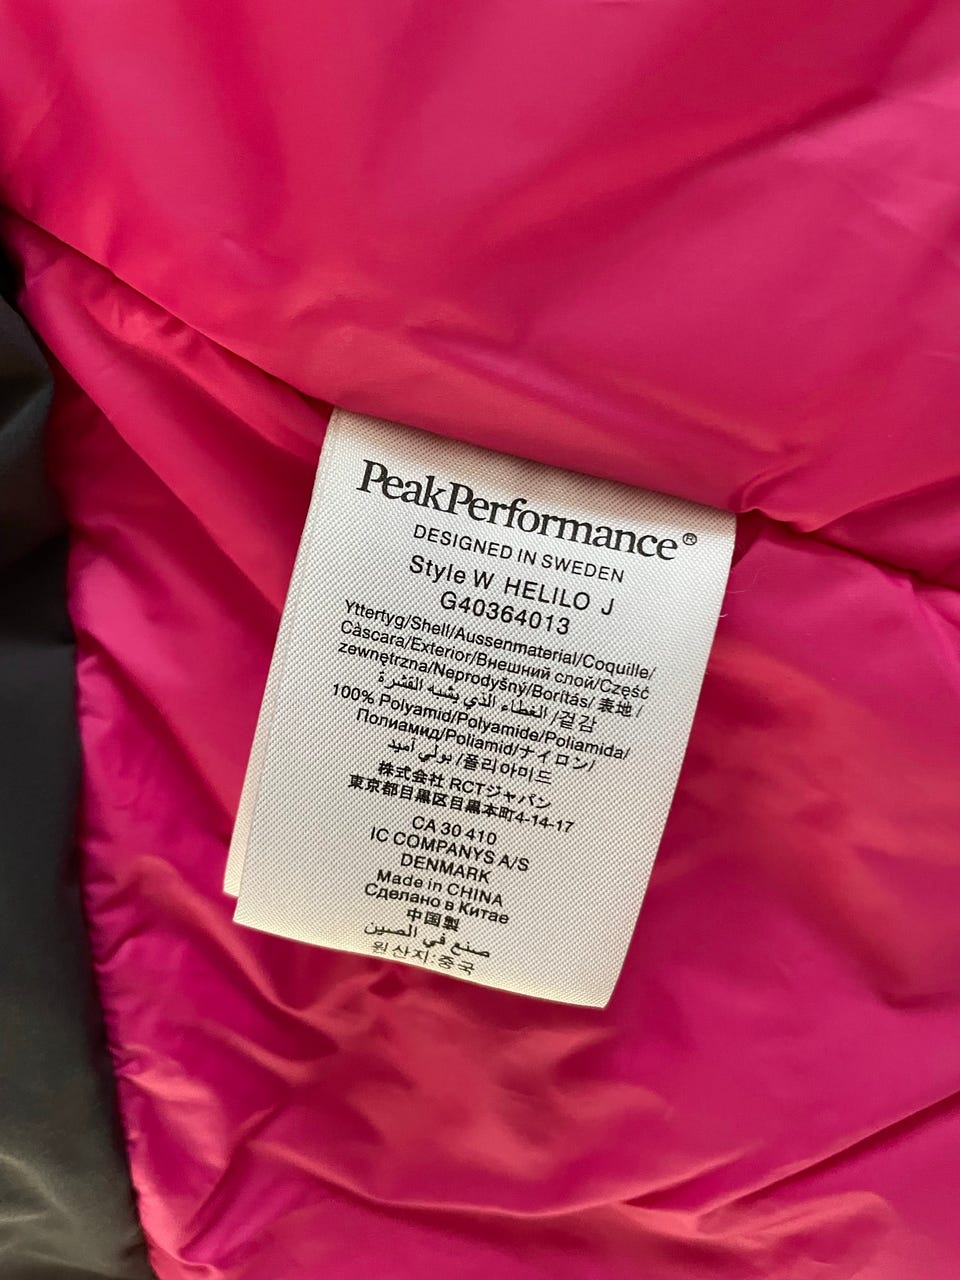 PeakPerformance®
DESIGNED IN SWEDEN
Style W HELILO J
G40364013
Yttertyg/Shell/Aussenmaterial/Coquille/
Càscara/Exterior/Внешний слой/Część
zewnętrzna/Neprodyšný/Borítás/ 表地 /
الغطاء الذي يشبه القشرة /겉감
100% Polyamid/Polyamide/Poliamida/
Полиамид/Poliamid/ナイロン/
بولي اميد /폴리아미드
株式会社 RCTジャパン
東京都目黒区目黒本町4-14-17
CA 30 410
IC COMPANYS A/S
DENMARK
Made in CHINA
Сделано в Китае
中国製
صنع في الصين
원산지:중국